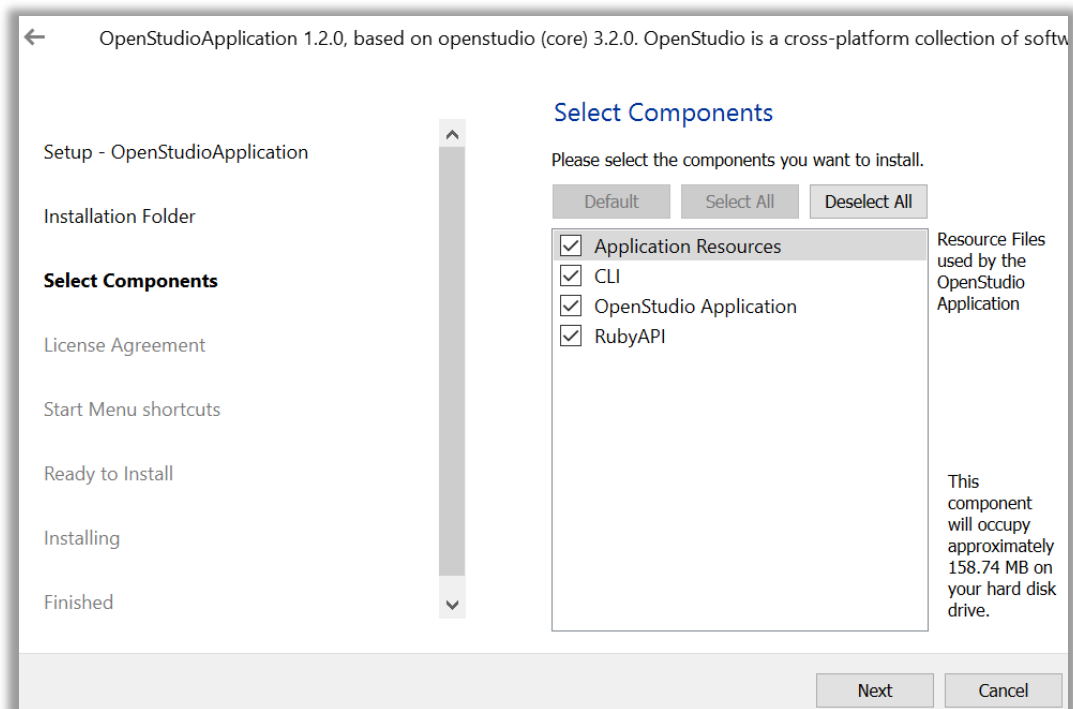 OpenStudioApplication 1.2.0, based on openstudio (core) 3.2.0. OpenStudio is a cross-platform collection of softw
Setup - OpenStudioApplication
Installation Folder
Select Components
License Agreement
Start Menu shortcuts
Ready to Install
Installing
Finished
Select Components
Please select the components you want to install.
Default Select All Deselect All
Application Resources
CLI
OpenStudio Application
RubyAPI
Resource Files
used by the
OpenStudio
Application
This
component
will occupy
approximately
158.74 MB on
your hard disk
drive.
Next Cancel